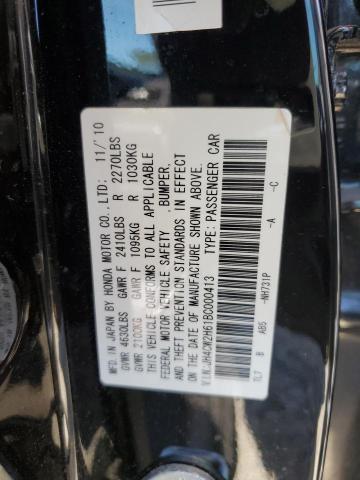 MFD. IN JAPAN BY HONDA MOTOR CO., LTD: 11/'10
GVWR 4630LBS GAWR F 2410LBS R 2270LBS
GVWR 2100KG GAWR F 1095KG R 1030KG
THIS VEHICLE CONFORMS TO ALL APPLICABLE
FEDERAL MOTOR VEHICLE SAFETY , BUMPER,
AND THEFT PREVENTION STANDARDS IN EFFECT
ON THE DATE OF MANUFACTURE SHOWN ABOVE.
V.I.N: JH4CW2H61BC000413 TYPE: PASSENGER CAR
-A -C
TL7 B AB5 -NH731P